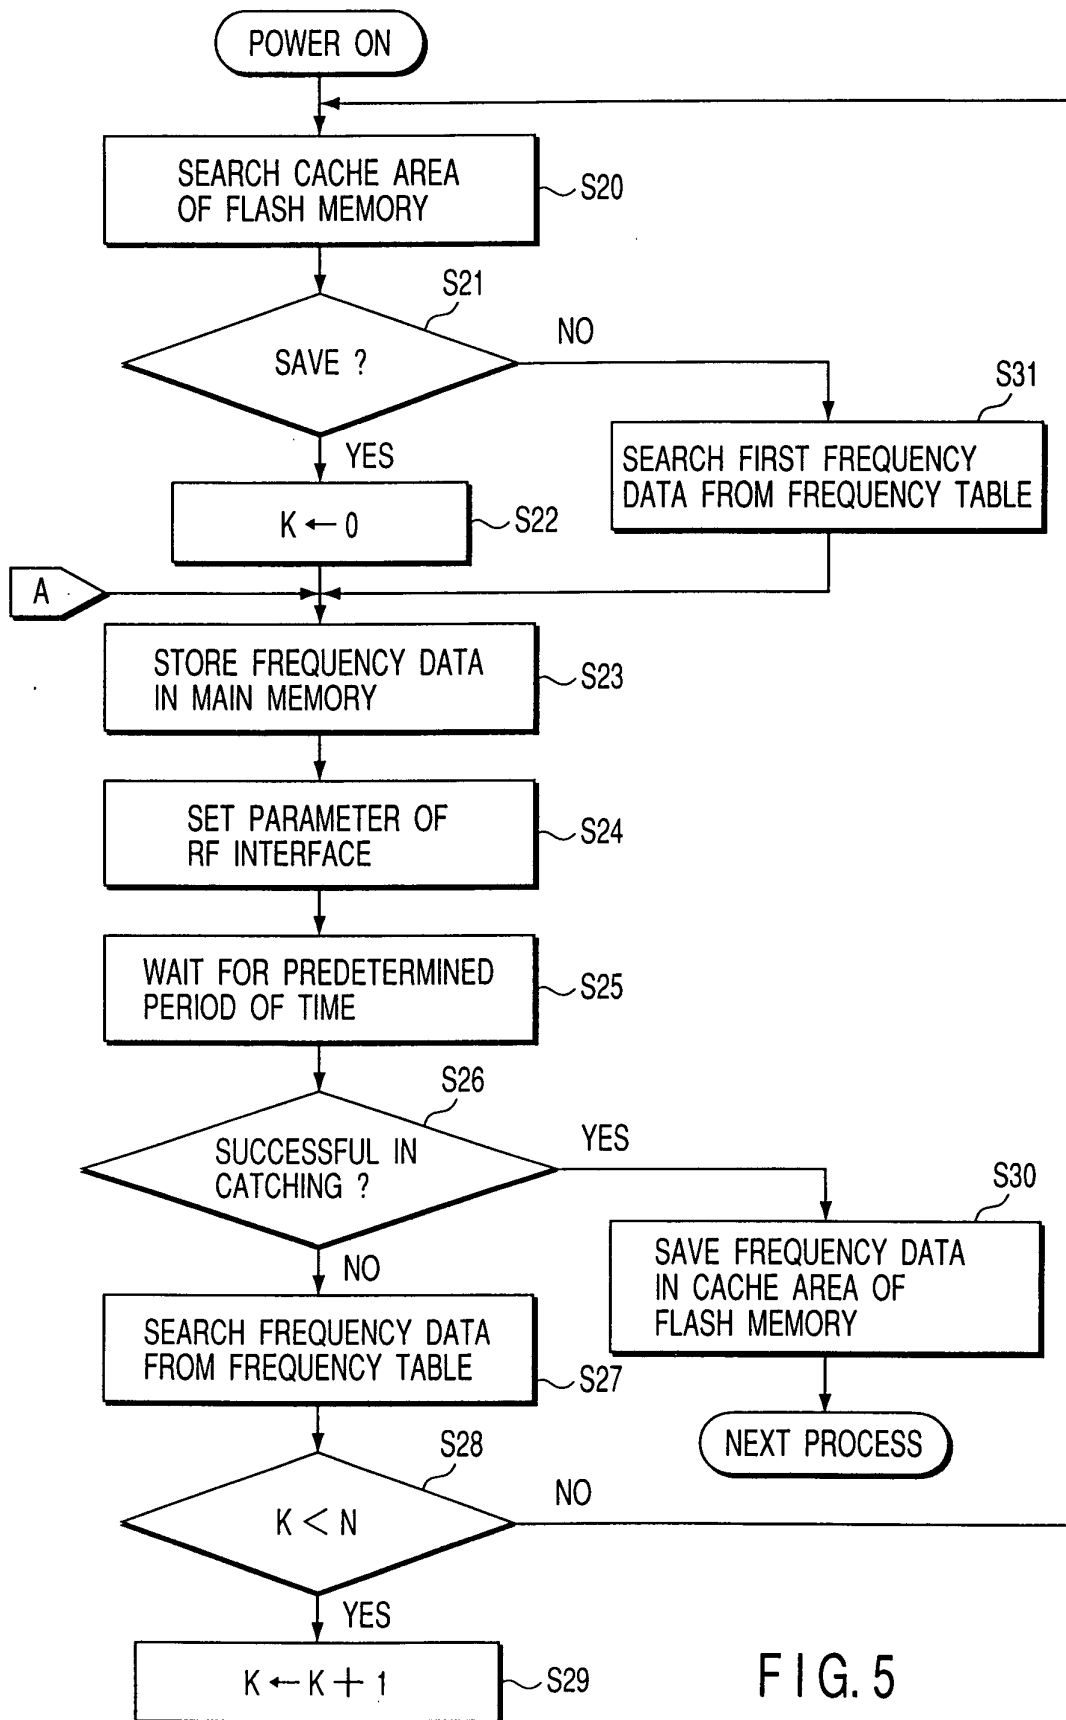 POWER ON
SEARCH CACHE AREA
OF FLASH MEMORY
S20
S21
SAVE ?
NO
YES
S31
SEARCH FIRST FREQUENCY
DATA FROM FREQUENCY TABLE
K ← 0
S22
A
STORE FREQUENCY DATA
IN MAIN MEMORY
S23
SET PARAMETER OF
RF INTERFACE
S24
WAIT FOR PREDETERMINED
PERIOD OF TIME
S25
S26
SUCCESSFUL IN
CATCHING ?
YES
NO
S30
SAVE FREQUENCY DATA
IN CACHE AREA OF
FLASH MEMORY
SEARCH FREQUENCY DATA
FROM FREQUENCY TABLE
S27
NEXT PROCESS
S28
K < N
NO
YES
K ← K + 1
S29
FIG. 5